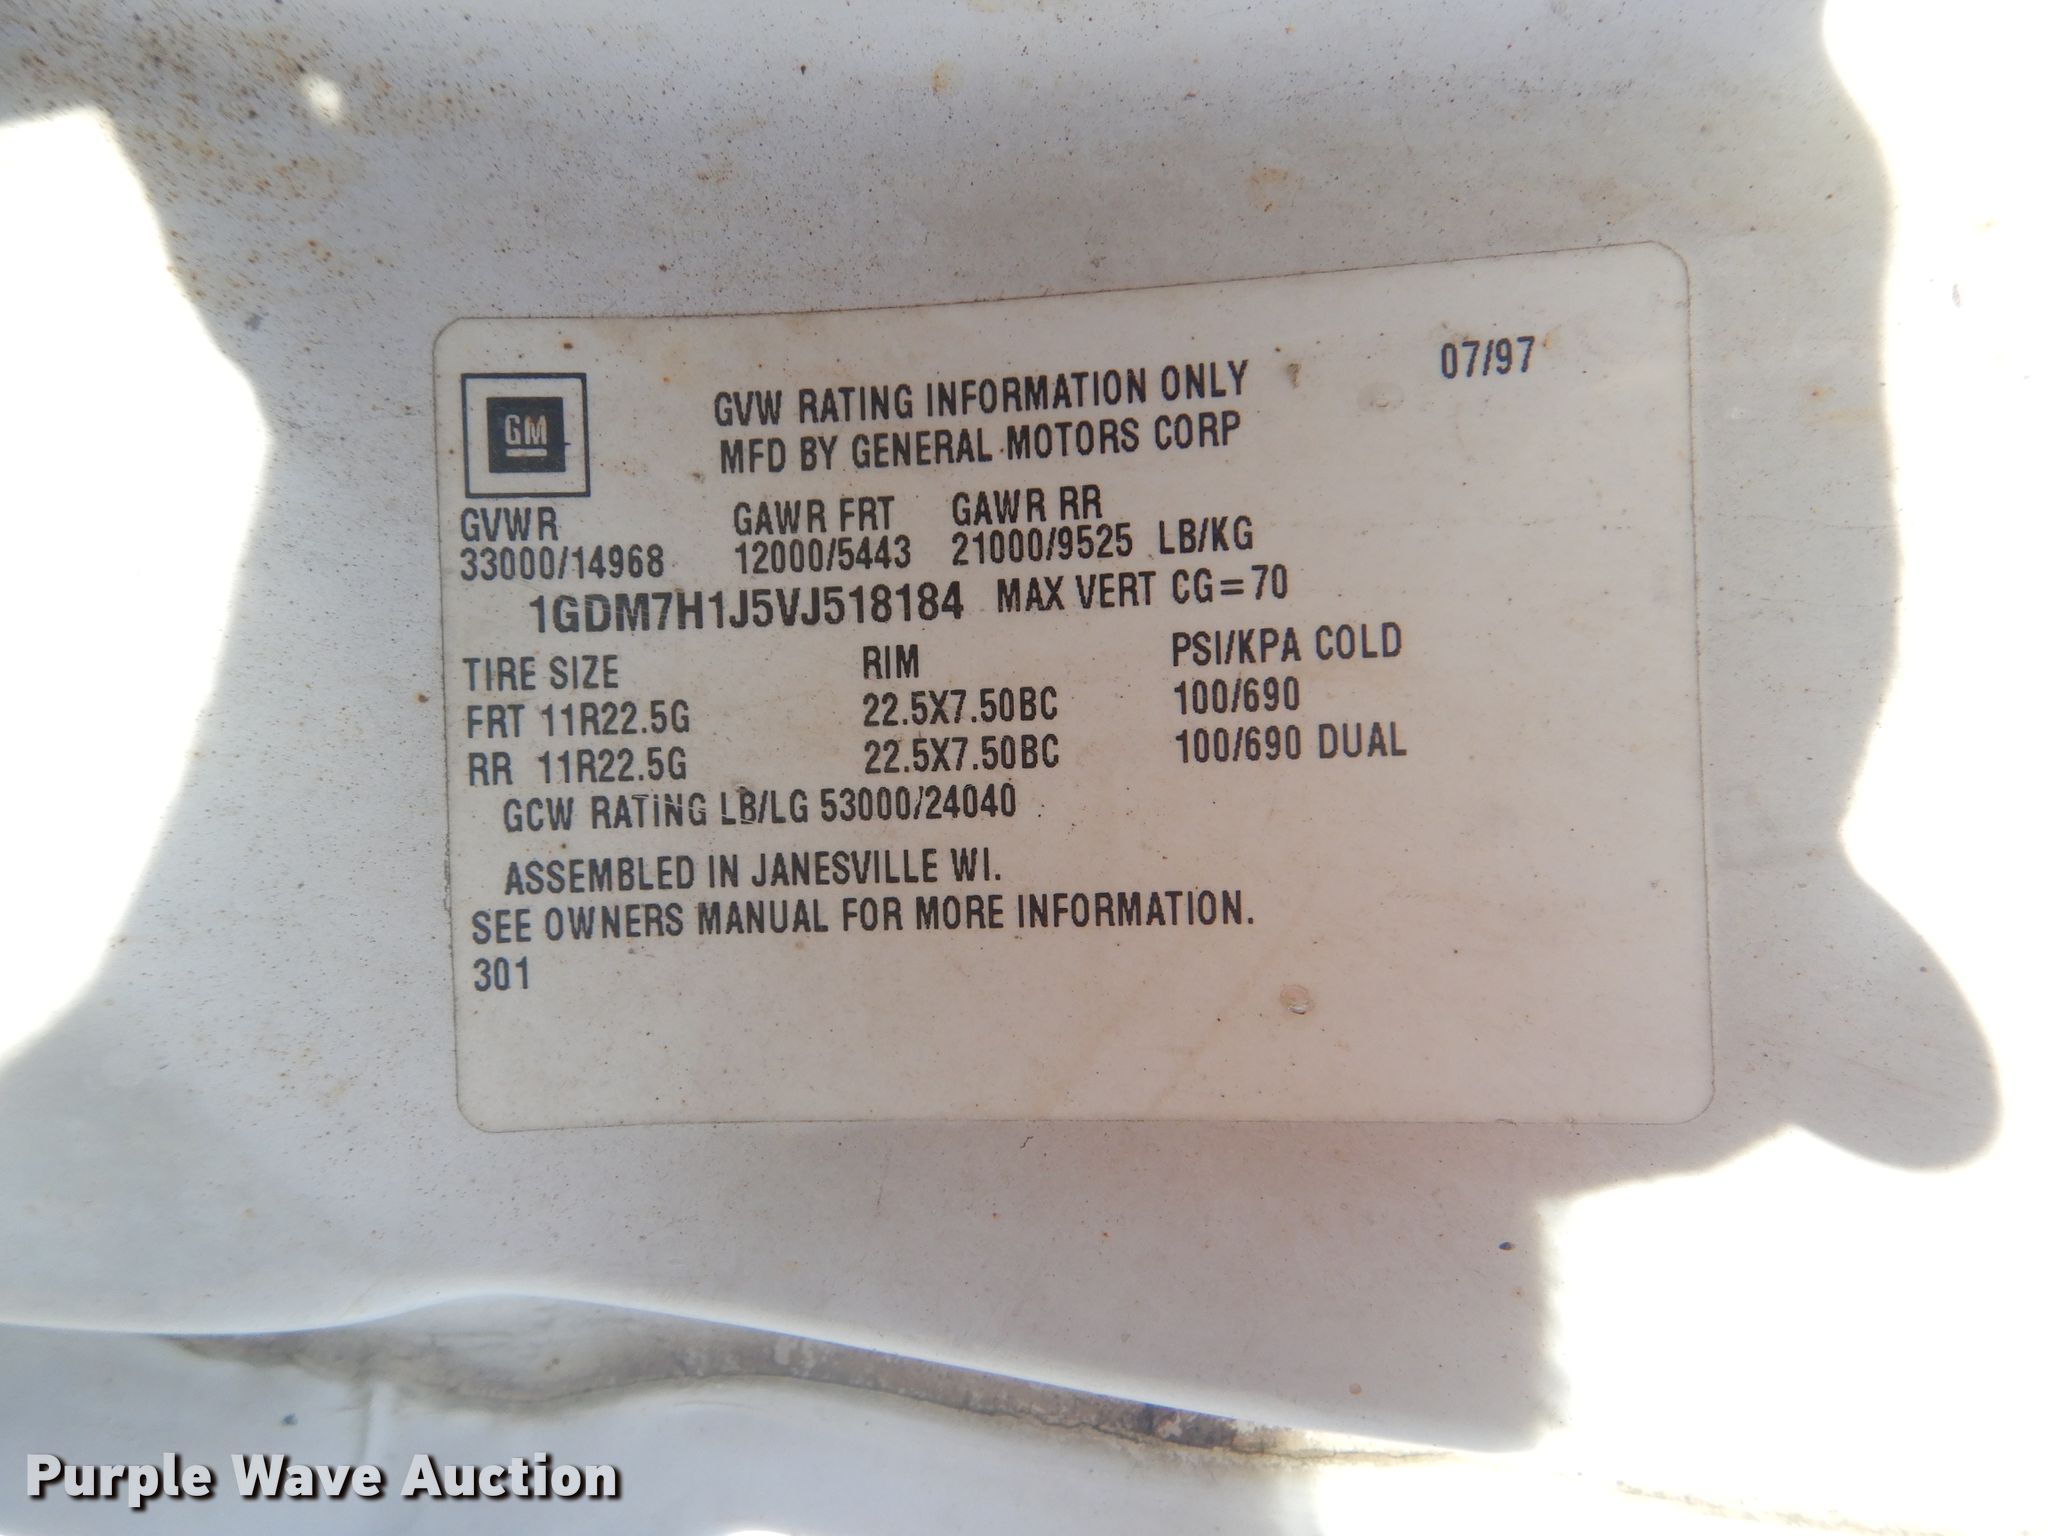 07/97
GM
GVW RATING INFORMATION ONLY
MFD BY GENERAL MOTORS CORP
GVWR GAWR FRT GAWR RR
33000/14968 12000/5443 21000/9525 LB/KG
1GDM7H1J5VJ518184 MAX VERT CG=70
TIRE SIZE RIM PSI/KPA COLD
FRT 11R22.5G 22.5X7.50BC 100/690
RR 11R22.5G 22.5X7.50BC 100/690 DUAL
GCW RATING LB/LG 53000/24040
ASSEMBLED IN JANESVILLE WI.
SEE OWNERS MANUAL FOR MORE INFORMATION.
301
Purple Wave Auction